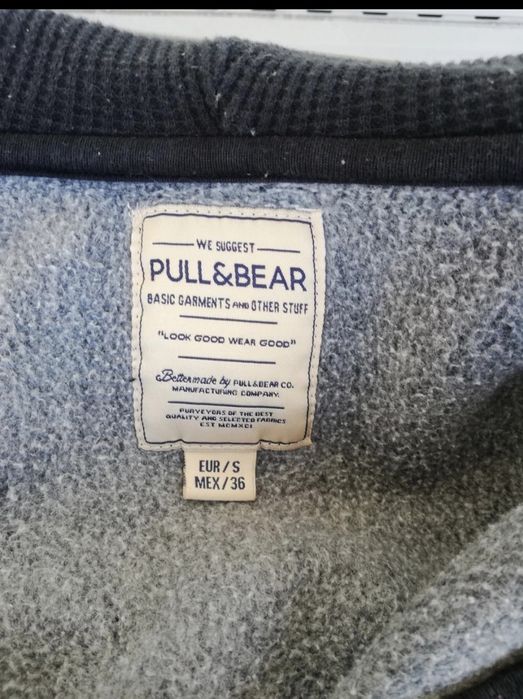 WE SUGGEST
PULL&BEAR
BASIC GARMENTS AND OTHER STUFF
"LOOK GOOD WEAR GOOD"
Bettermade by PULL&BEAR CO.
MANUFACTURING COMPANY.
PURVEYORS OF THE BEST
QUALITY AND SELECTED FABRICS
EST MCMXCI
EUR/S
MEX/36